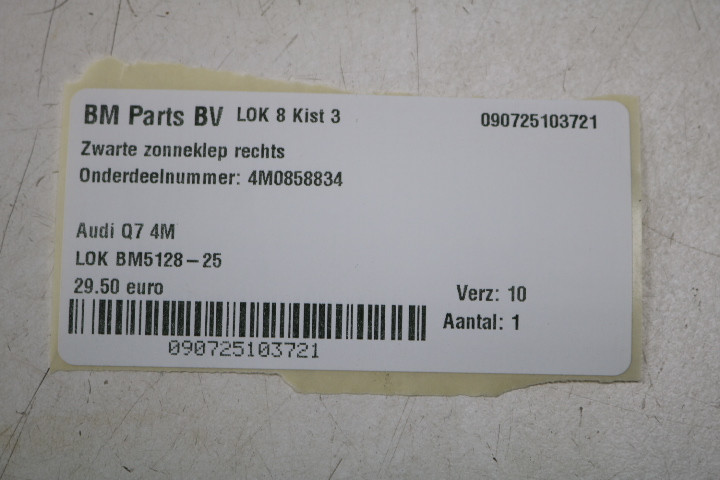 BM Parts BV LOK 8 Kist 3 090725103721
Zwarte zonneklep rechts
Onderdeelnummer: 4M0858834
Audi Q7 4M
LOK BM5128-25
29.50 euro Verz: 10
Aantal: 1
090725103721